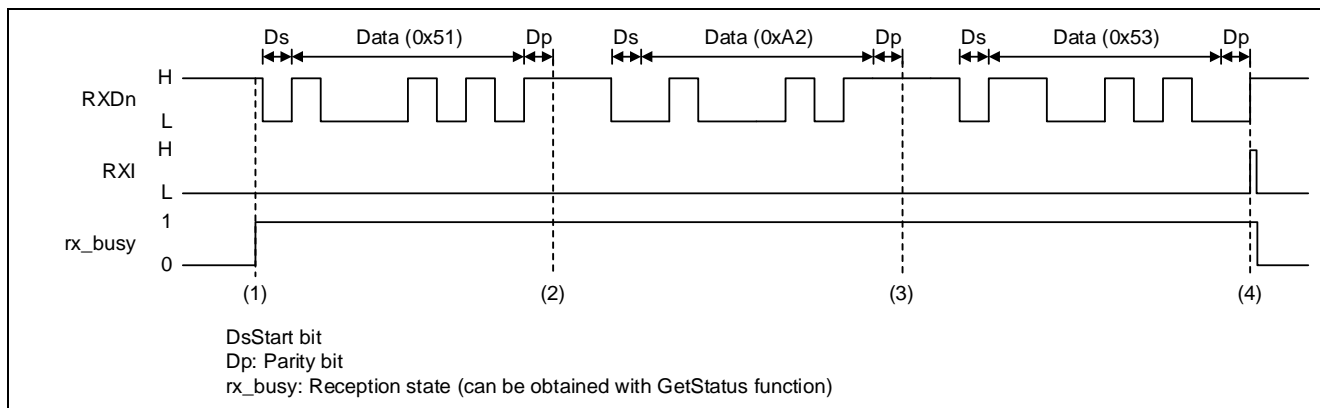 Ds Data (0x51) Dp Ds Data (0xA2) Dp Ds Data (0x53) Dp
H
RXDn
L
H
RXI
L
1
rx_busy
0
(1) (2) (3) (4)
DsStart bit
Dp: Parity bit
rx_busy: Reception state (can be obtained with GetStatus function)